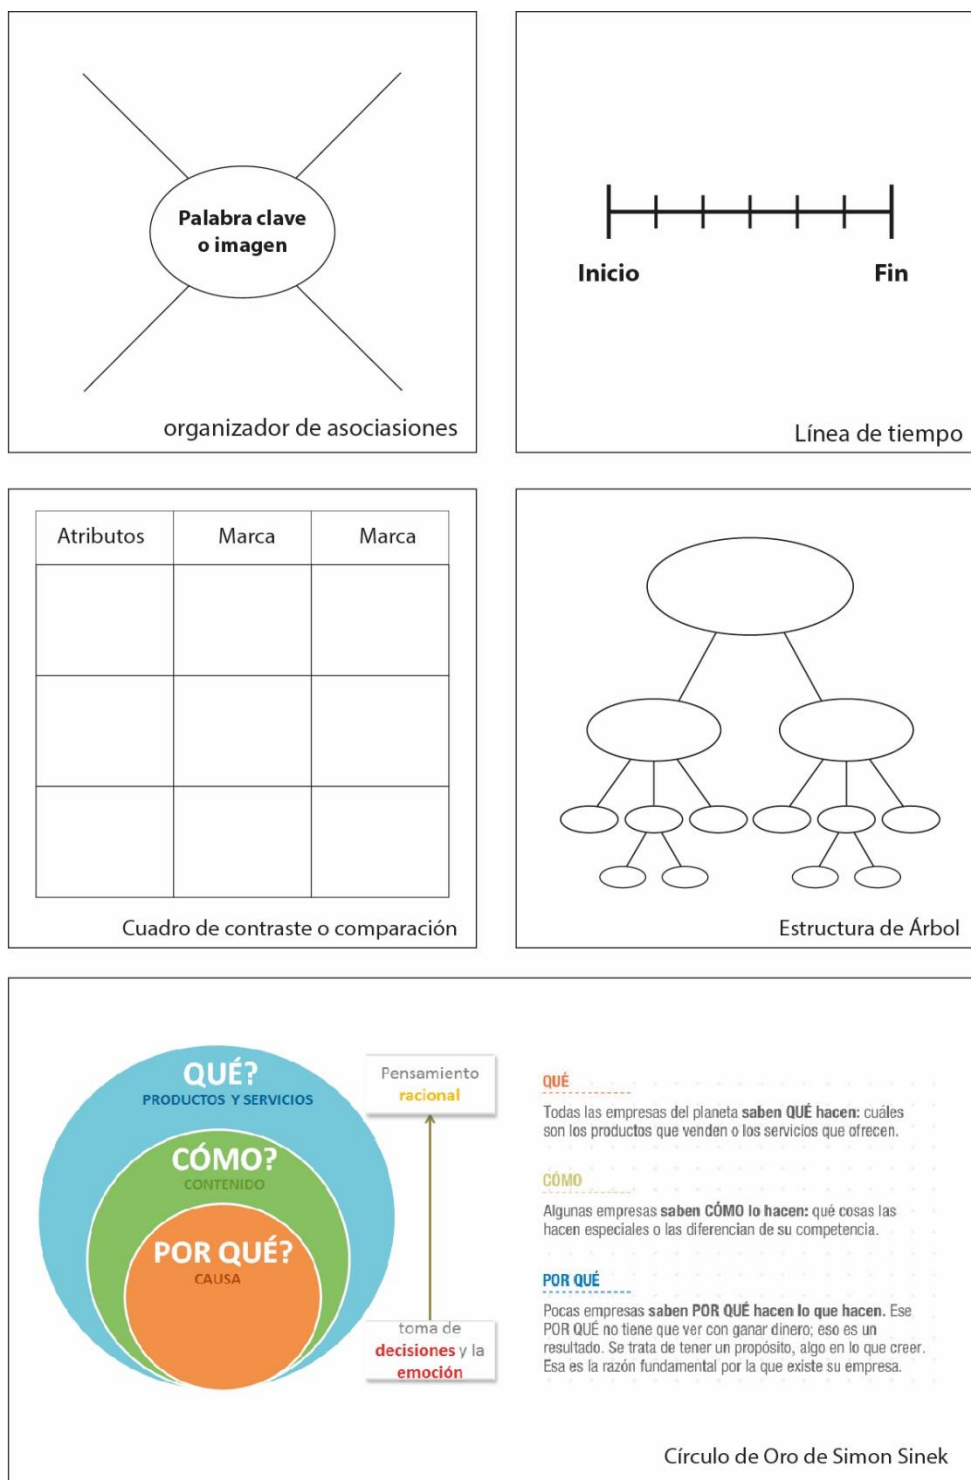 Palabra clave
o imagen
organizador de asociasiones
Inicio
Fin
Línea de tiempo
Atributos
Marca
Marca
Cuadro de contraste o comparación
Estructura de Árbol
QUÉ?
PRODUCTOS Y SERVICIOS
CÓMO?
CONTENIDO
POR QUÉ?
CAUSA
Pensamiento
racional
toma de
decisiones y la
emoción
QUÉ
Todas las empresas del planeta saben QUÉ hacen: cuáles
son los productos que venden o los servicios que ofrecen.
CÓMO
Algunas empresas saben CÓMO lo hacen: qué cosas las
hacen especiales o las diferencian de su competencia.
POR QUÉ
Pocas empresas saben POR QUÉ hacen lo que hacen. Ese
POR QUÉ no tiene que ver con ganar dinero; eso es un
resultado. Se trata de tener un propósito, algo en lo que creer.
Esa es la razón fundamental por la que existe su empresa.
Círculo de Oro de Simon Sinek